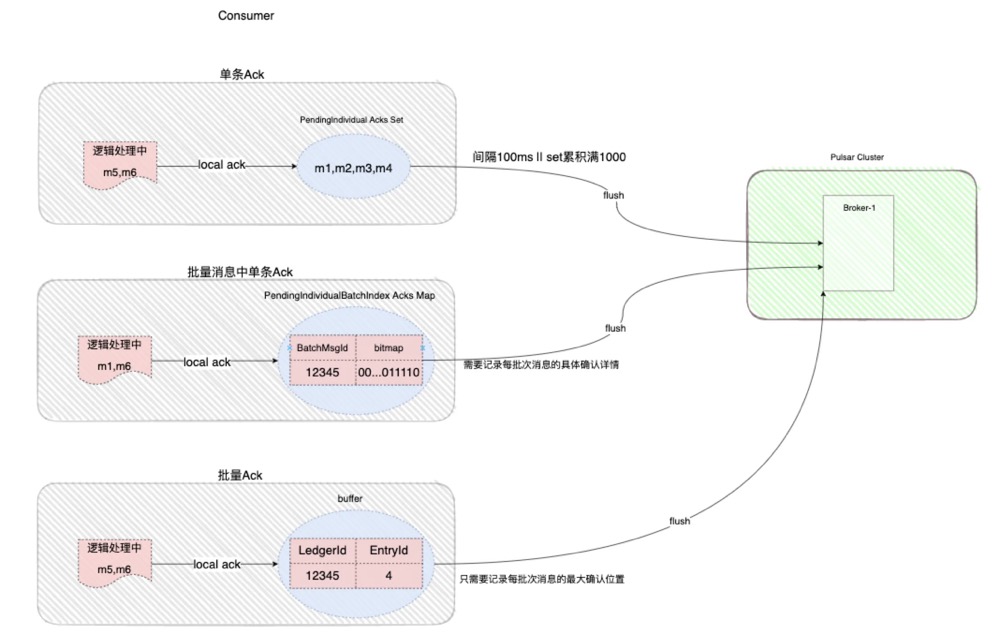 Consumer
单条Ack
PendingIndividual Acks Set
逻辑处理中
m5,m6
local ack
m1,m2,m3,m4
间隔100ms || set累积满1000
flush
Pulsar Cluster
Broker-1
批量消息中单条Ack
PendingIndividualBatchIndex Acks Map
逻辑处理中
m1,m6
local ack
BatchMsgId
bitmap
12345
00...011110
flush
需要记录每批次消息的具体确认详情
批量Ack
buffer
逻辑处理中
m5,m6
local ack
LedgerId
EntryId
12345
4
flush
只需要记录每批次消息的最大确认位置